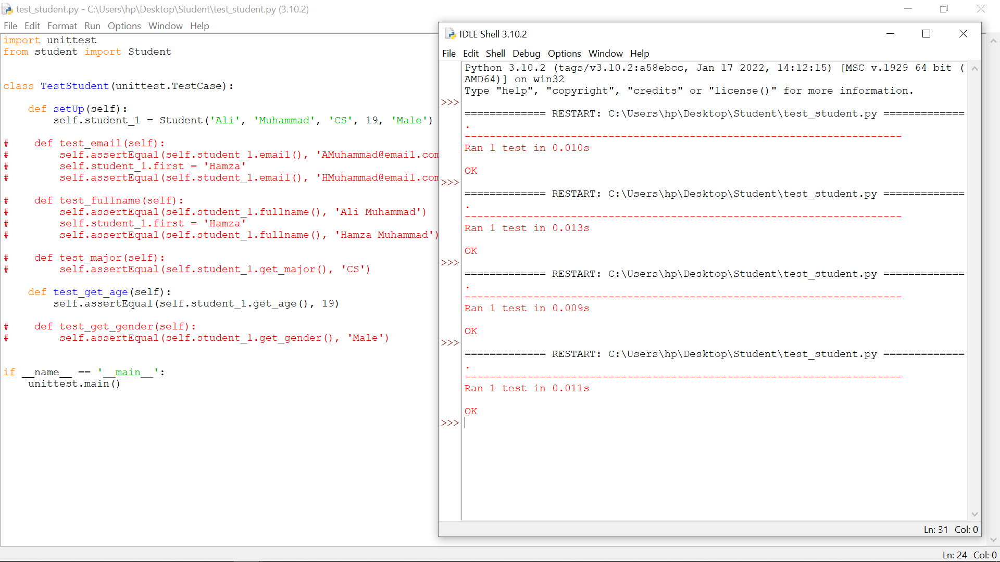 test_student.py - C:\Users\hp\Desktop\Student\test_student.py (3.10.2)
File Edit Format Run Options Window Help
import unittest
from student import Student
class TestStudent(unittest.TestCase):
    def setUp(self):
        self.student_1 = Student('Ali', 'Muhammad', 'CS', 19, 'Male')
#    def test_email(self):
#        self.assertEqual(self.student_1.email(), 'AMuhammad@email.com
#        self.student_1.first = 'Hamza'
#        self.assertEqual(self.student_1.email(), 'HMuhammad@email.com
#    def test_fullname(self):
#        self.assertEqual(self.student_1.fullname(), 'Ali Muhammad')
#        self.student_1.first = 'Hamza'
#        self.assertEqual(self.student_1.fullname(), 'Hamza Muhammad')
#    def test_major(self):
#        self.assertEqual(self.student_1.get_major(), 'CS')
    def test_get_age(self):
        self.assertEqual(self.student_1.get_age(), 19)
#    def test_get_gender(self):
#        self.assertEqual(self.student_1.get_gender(), 'Male')
if __name__ == '__main__':
    unittest.main()
Ln: 24 Col: 0
IDLE Shell 3.10.2
File Edit Shell Debug Options Window Help
Python 3.10.2 (tags/v3.10.2:a58ebcc, Jan 17 2022, 14:12:15) [MSC v.1929 64 bit (
AMD64)] on win32
Type "help", "copyright", "credits" or "license()" for more information.
>>>
============= RESTART: C:\Users\hp\Desktop\Student\test_student.py =============
.
----------------------------------------------------------------------
Ran 1 test in 0.010s
OK
>>>
============= RESTART: C:\Users\hp\Desktop\Student\test_student.py =============
.
----------------------------------------------------------------------
Ran 1 test in 0.013s
OK
>>>
============= RESTART: C:\Users\hp\Desktop\Student\test_student.py =============
.
----------------------------------------------------------------------
Ran 1 test in 0.009s
OK
>>>
============= RESTART: C:\Users\hp\Desktop\Student\test_student.py =============
.
----------------------------------------------------------------------
Ran 1 test in 0.011s
OK
>>>
Ln: 31 Col: 0